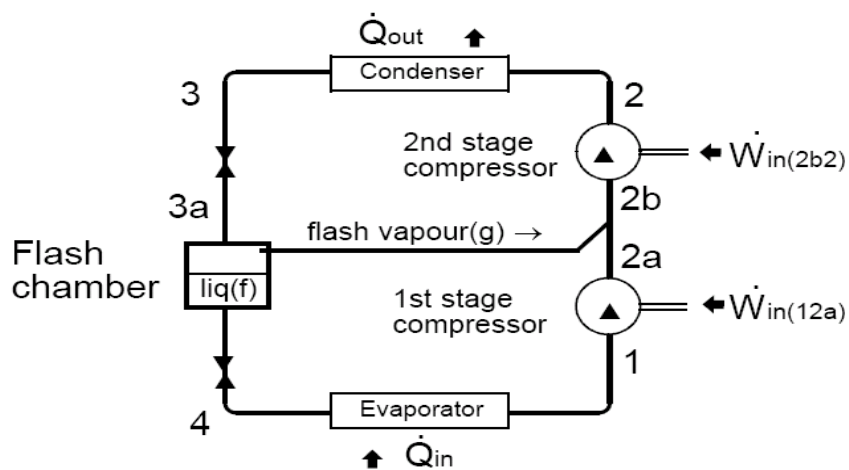 Q̇out
Condenser
3
2
2nd stage
compressor
Ẇin(2b2)
3a
2b
flash vapour(g) →
Flash
chamber
liq(f)
2a
1st stage
compressor
Ẇin(12a)
1
4
Evaporator
Q̇in